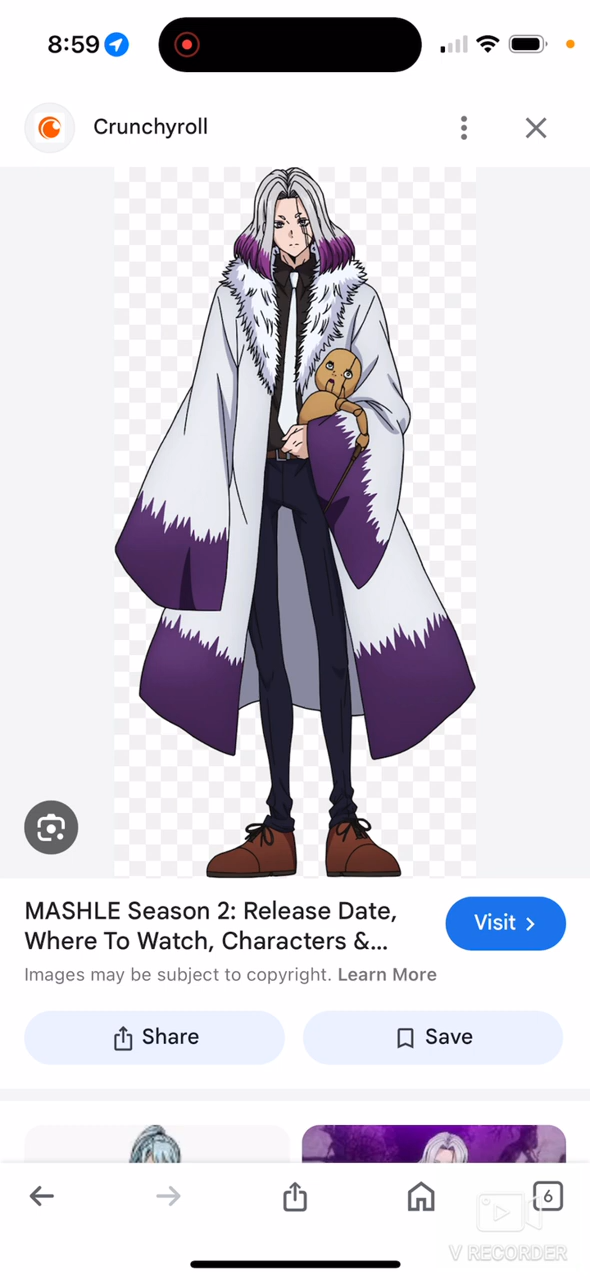 8:59
Crunchyroll
MASHLE Season 2: Release Date,
Where To Watch, Characters &...
Visit
Images may be subject to copyright. Learn More
Share
Save
6
V RECORDER